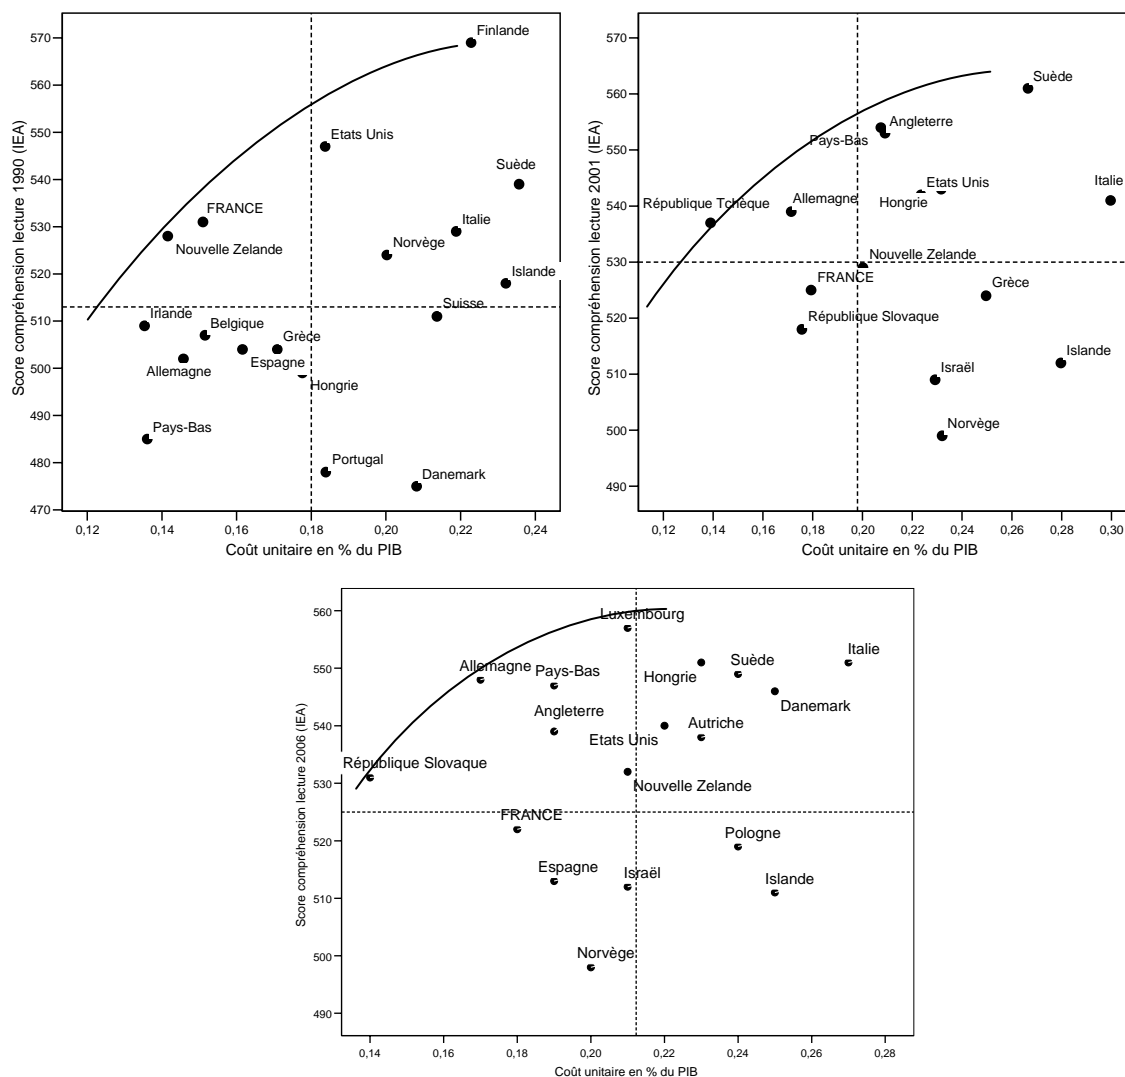 Score compréhension lecture 1990 (IEA)
570
560
550
540
530
520
510
500
490
480
470
Finlande
Etats Unis
Suède
FRANCE
Italie
Nouvelle Zelande
Norvège
Islande
Irlande
Belgique
Suisse
Grèce
Allemagne
Espagne
Hongrie
Pays-Bas
Portugal
Danemark
0,12 0,14 0,16 0,18 0,20 0,22 0,24
Coût unitaire en % du PIB
Score compréhension lecture 2001 (IEA)
570
560
550
540
530
520
510
500
490
Suède
Angleterre
Pays-Bas
Etats Unis
Italie
République Tchèque
Allemagne
Hongrie
Nouvelle Zelande
FRANCE
Grèce
République Slovaque
Islande
Israël
Norvège
0,12 0,14 0,16 0,18 0,20 0,22 0,24 0,26 0,28 0,30
Coût unitaire en % du PIB
Score compréhension lecture 2006 (IEA)
560
550
540
530
520
510
500
490
Luxembourg
Allemagne
Pays-Bas
Hongrie
Suède
Italie
Danemark
Angleterre
Etats Unis
Autriche
République Slovaque
Nouvelle Zelande
FRANCE
Pologne
Espagne
Israël
Islande
Norvège
0,14 0,16 0,18 0,20 0,22 0,24 0,26 0,28
Coût unitaire en % du PIB